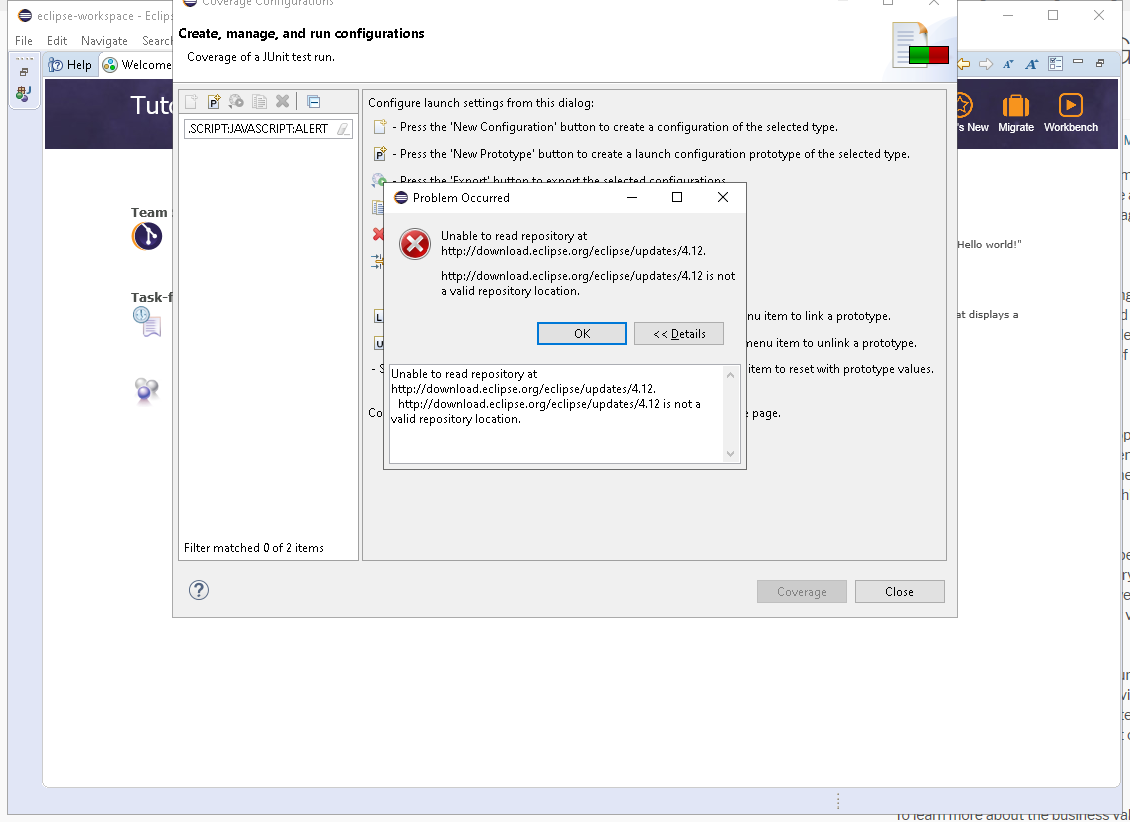 eclipse-workspace - Eclips
Coverage Configurations
File Edit Navigate Search
Help Welcome
Create, manage, and run configurations
Coverage of a JUnit test run.
Tuto
's New Migrate Workbench
.SCRIPT:JAVASCRIPT:ALERT
Configure launch settings from this dialog:
- Press the 'New Configuration' button to create a configuration of the selected type.
- Press the 'New Prototype' button to create a launch configuration prototype of the selected type.
- Press the 'Export' button to export the selected configurations.
Problem Occurred
Unable to read repository at
http://download.eclipse.org/eclipse/updates/4.12.
http://download.eclipse.org/eclipse/updates/4.12 is not
a valid repository location.
OK << Details
Unable to read repository at
http://download.eclipse.org/eclipse/updates/4.12.
http://download.eclipse.org/eclipse/updates/4.12 is not a
valid repository location.
Team
Hello world!"
Task-f
at displays a
nu item to link a prototype.
menu item to unlink a prototype.
- S
item to reset with prototype values.
Co
page.
Filter matched 0 of 2 items
Coverage Close
To learn more about the business val